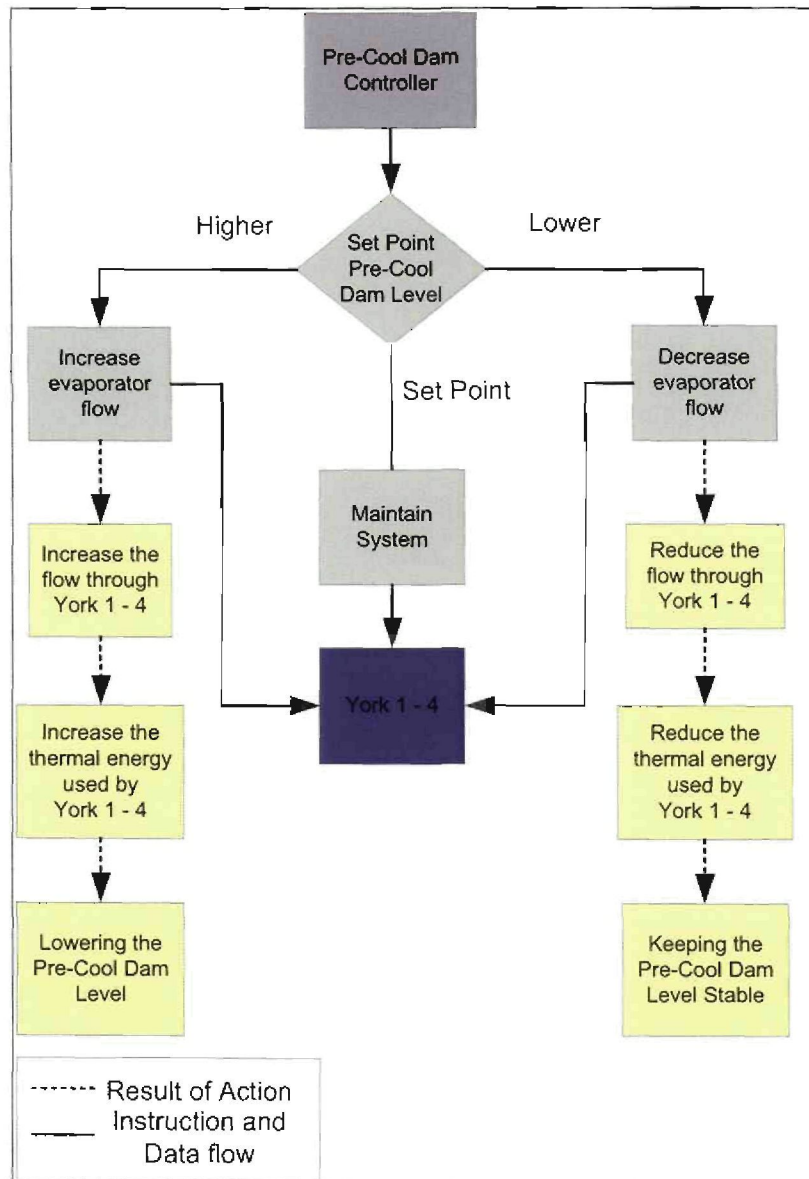 Pre-Cool Dam
Controller
Higher
Lower
Set Point
Pre-Cool
Dam Level
Increase
evaporator
flow
Decrease
evaporator
flow
Set Point
Maintain
System
Increase the
flow through
York 1 - 4
Reduce the
flow through
York 1 - 4
York 1 - 4
Increase the
thermal energy
used by
York 1 - 4
Reduce the
thermal energy
used by
York 1 - 4
Lowering the
Pre-Cool Dam
Level
Keeping the
Pre-Cool Dam
Level Stable
Result of Action
Instruction and
Data flow